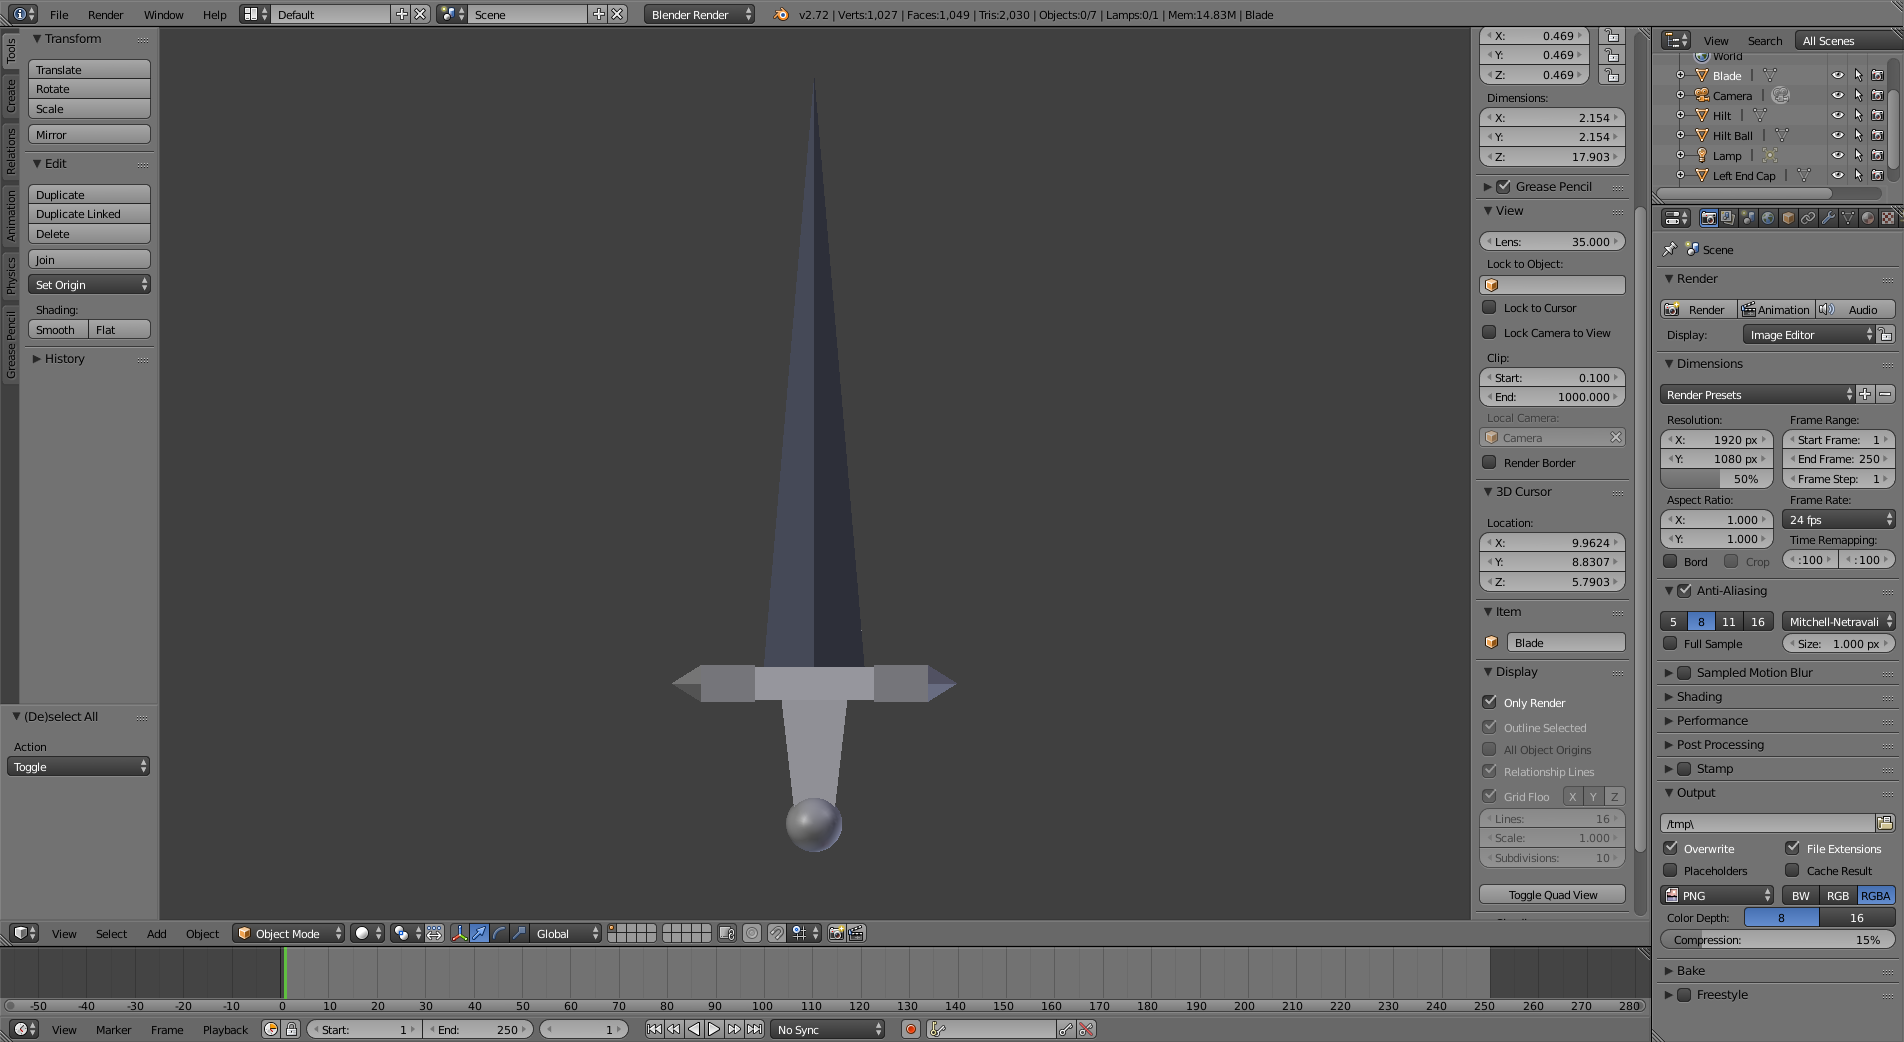 File Render Window Help Default Scene Blender Render v2.72 | Verts:1,027 | Faces:1,049 | Tris:2,030 | Objects:0/7 | Lamps:0/1 | Mem:14.83M | Blade
Tools
Create
Relations
Animation
Physics
Grease Pencil
Transform
Translate
Rotate
Scale
Mirror
Edit
Duplicate
Duplicate Linked
Delete
Join
Set Origin
Shading:
Smooth Flat
History
(De)select All
Action
Toggle
X: 0.469
Y: 0.469
Z: 0.469
Dimensions:
X: 2.154
Y: 2.154
Z: 17.903
Grease Pencil
View
Lens: 35.000
Lock to Object:
Lock to Cursor
Lock Camera to View
Clip:
Start: 0.100
End: 1000.000
Local Camera:
Camera
Render Border
3D Cursor
Location:
X: 9.9624
Y: 8.8307
Z: 5.7903
Item
Blade
Display
Only Render
Outline Selected
All Object Origins
Relationship Lines
Grid Floo X Y Z
Lines: 16
Scale: 1.000
Subdivisions: 10
Toggle Quad View
View Search All Scenes
World
Blade
Camera
Hilt
Hilt Ball
Lamp
Left End Cap
Scene
Render
Render Animation Audio
Display: Image Editor
Dimensions
Render Presets
Resolution: Frame Range:
X: 1920 px Start Frame: 1
Y: 1080 px End Frame: 250
50% Frame Step: 1
Aspect Ratio: Frame Rate:
X: 1.000 24 fps
Y: 1.000 Time Remapping:
Bord Crop :100 :100
Anti-Aliasing
5 8 11 16 Mitchell-Netravali
Full Sample Size: 1.000 px
Sampled Motion Blur
Shading
Performance
Post Processing
Stamp
Output
/tmp\
Overwrite File Extensions
Placeholders Cache Result
PNG BW RGB RGBA
Color Depth: 8 16
Compression: 15%
Bake
Freestyle
View Select Add Object Object Mode Global
-50 -40 -30 -20 -10 0 10 20 30 40 50 60 70 80 90 100 110 120 130 140 150 160 170 180 190 200 210 220 230 240 250 260 270 280
View Marker Frame Playback Start: 1 End: 250 1 No Sync